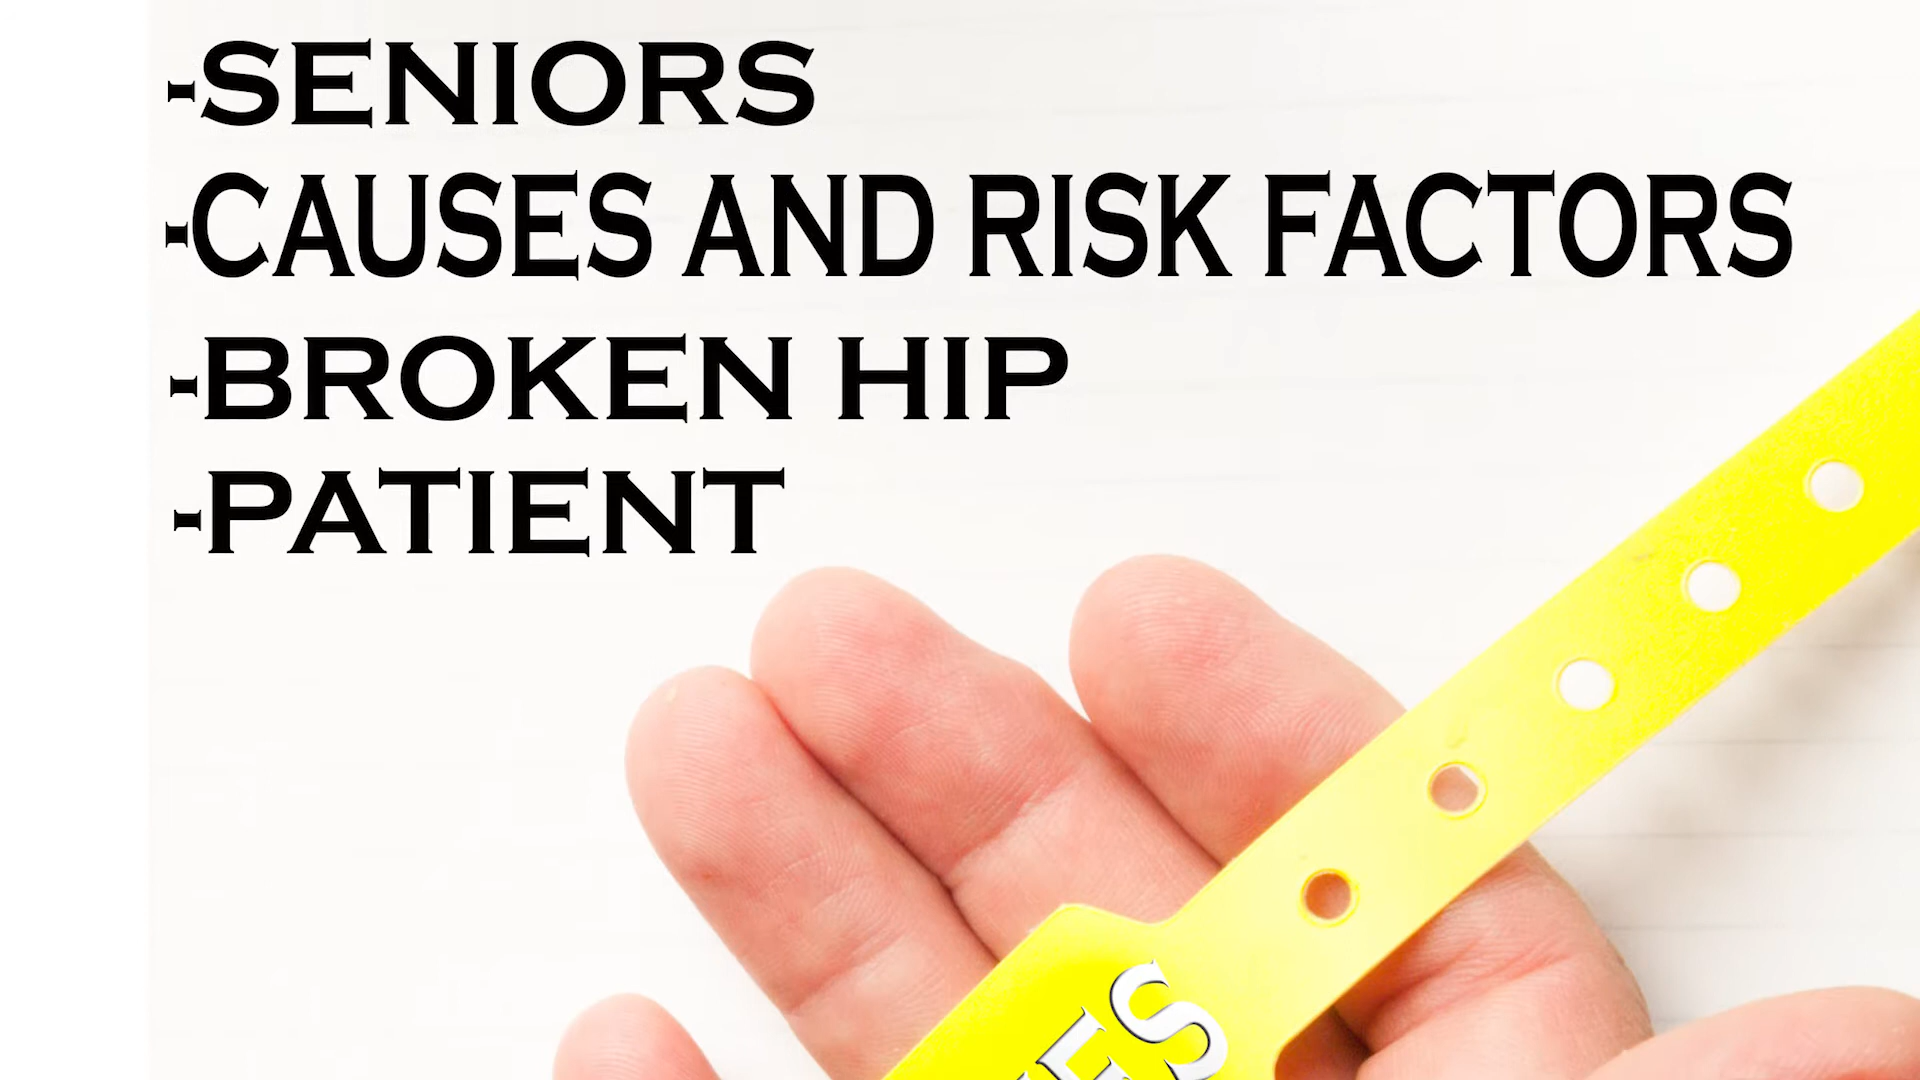 -SENIORS
-CAUSES AND RISK FACTORS
-BROKEN HIP
-PATIENT